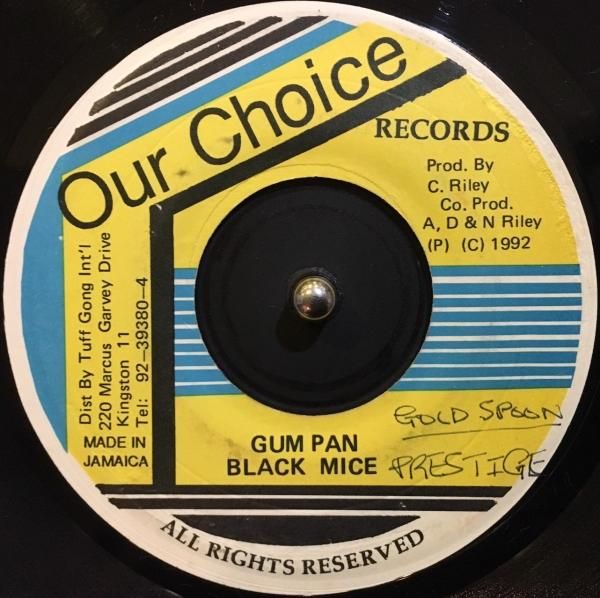 Our Choice
RECORDS
Prod. By
C. Riley
Co. Prod.
A, D & N Riley
(P) (C) 1992
Dist By Tuff Gong Int'l
220 Marcus Garvey Drive
Kingston 11
Tel: 92-39380-4
MADE IN
JAMAICA
GUM PAN
BLACK MICE
GOLD SPOON
PRESTIGE
ALL RIGHTS RESERVED